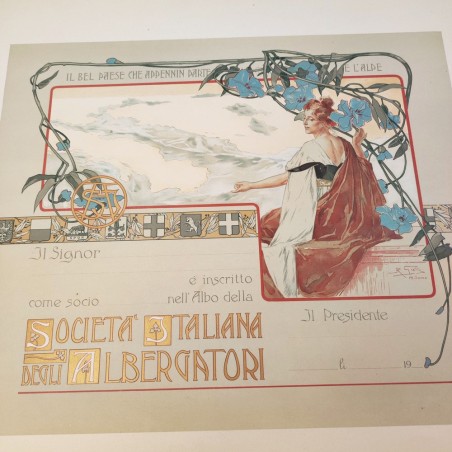 IL BEL PAESE CHE APPENNIN PARTE E L'ALPE
Il Signor
è inscritto
come socio nell'Albo della
SOCIETA' ITALIANA
DEGLI ALBERGATORI
Il Presidente
li 19